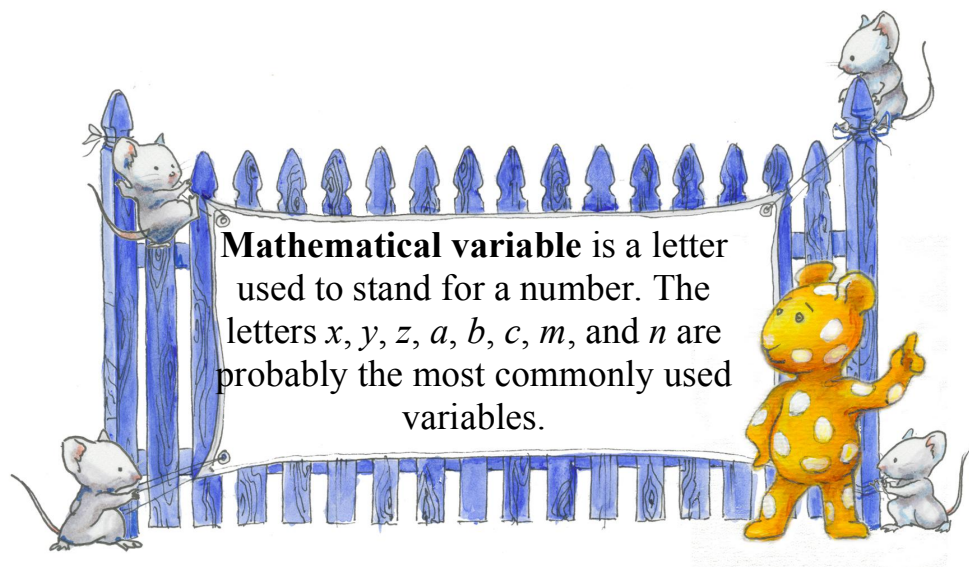 Mathematical variable is a letter
used to stand for a number. The
letters x, y, z, a, b, c, m, and n are
probably the most commonly used
variables.